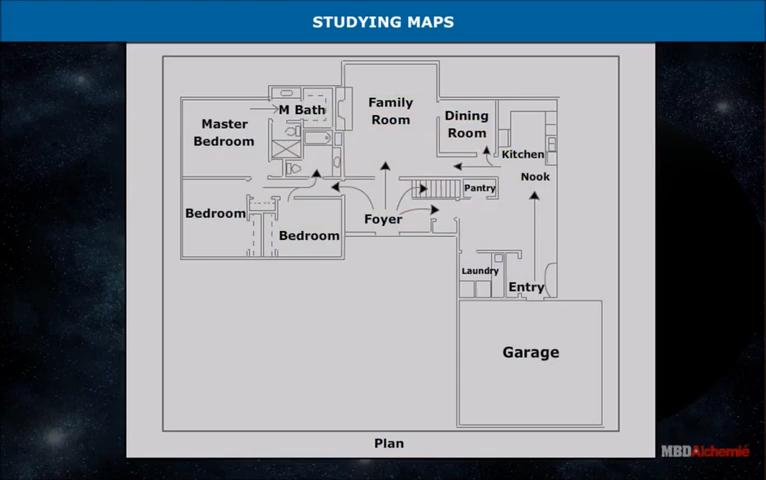 STUDYING MAPS
M Bath
Family
Room
Dining
Room
Master
Bedroom
Kitchen
Nook
Pantry
Bedroom
Foyer
Bedroom
Laundry
Entry
Garage
Plan
MBDAlchemié